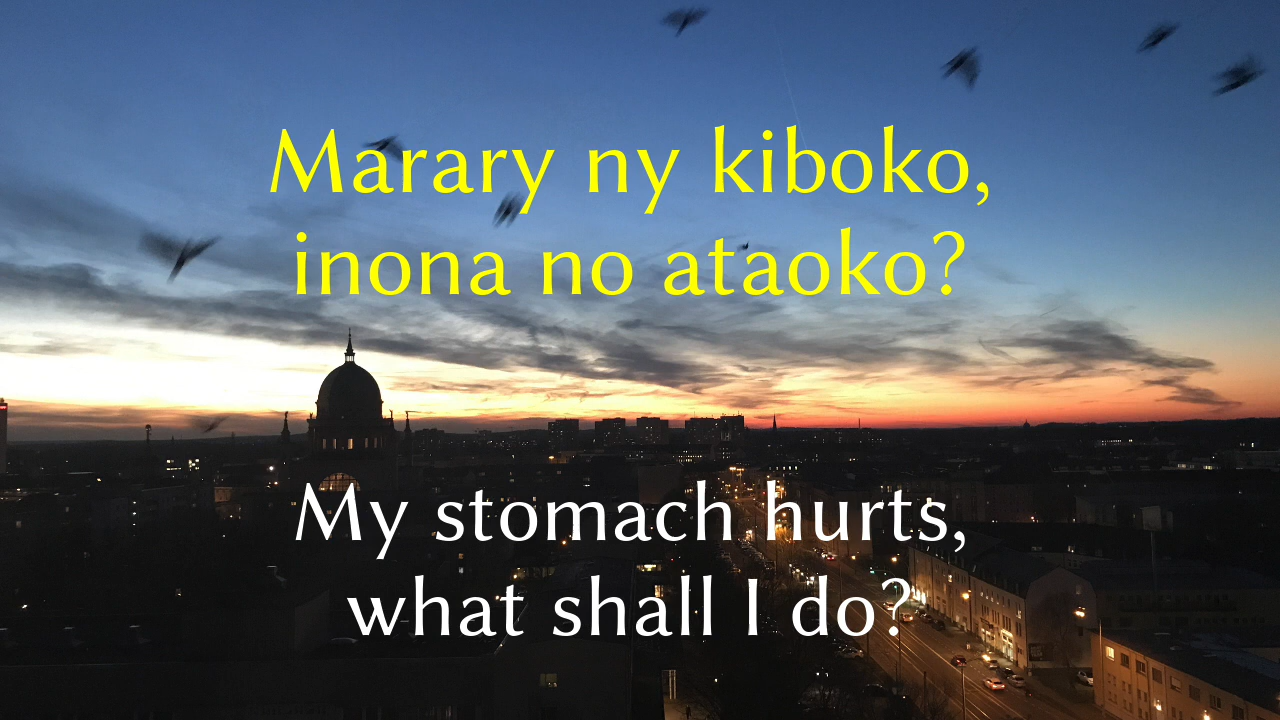 Marary ny kiboko,
inona no ataoko?
My stomach hurts,
what shall I do?